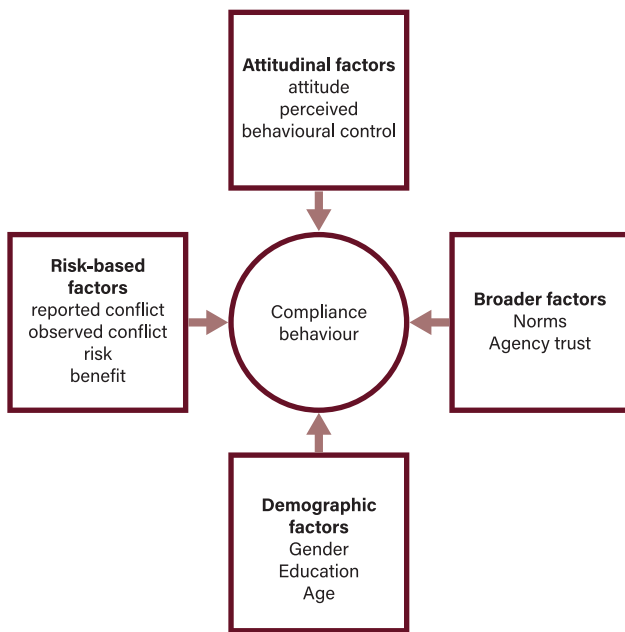 Attitudinal factors
attitude
perceived
behavioural control
Risk-based
factors
reported conflict
observed conflict
risk
benefit
Compliance
behaviour
Broader factors
Norms
Agency trust
Demographic
factors
Gender
Education
Age